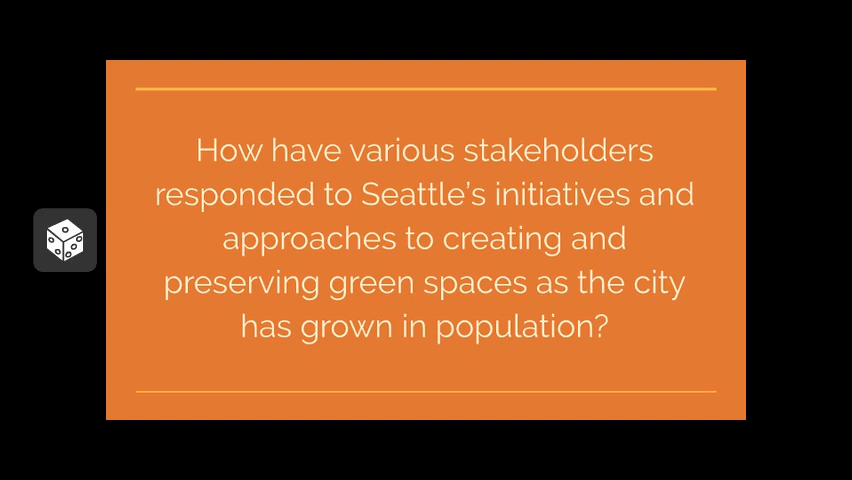 How have various stakeholders
responded to Seattle’s initiatives and
approaches to creating and
preserving green spaces as the city
has grown in population?